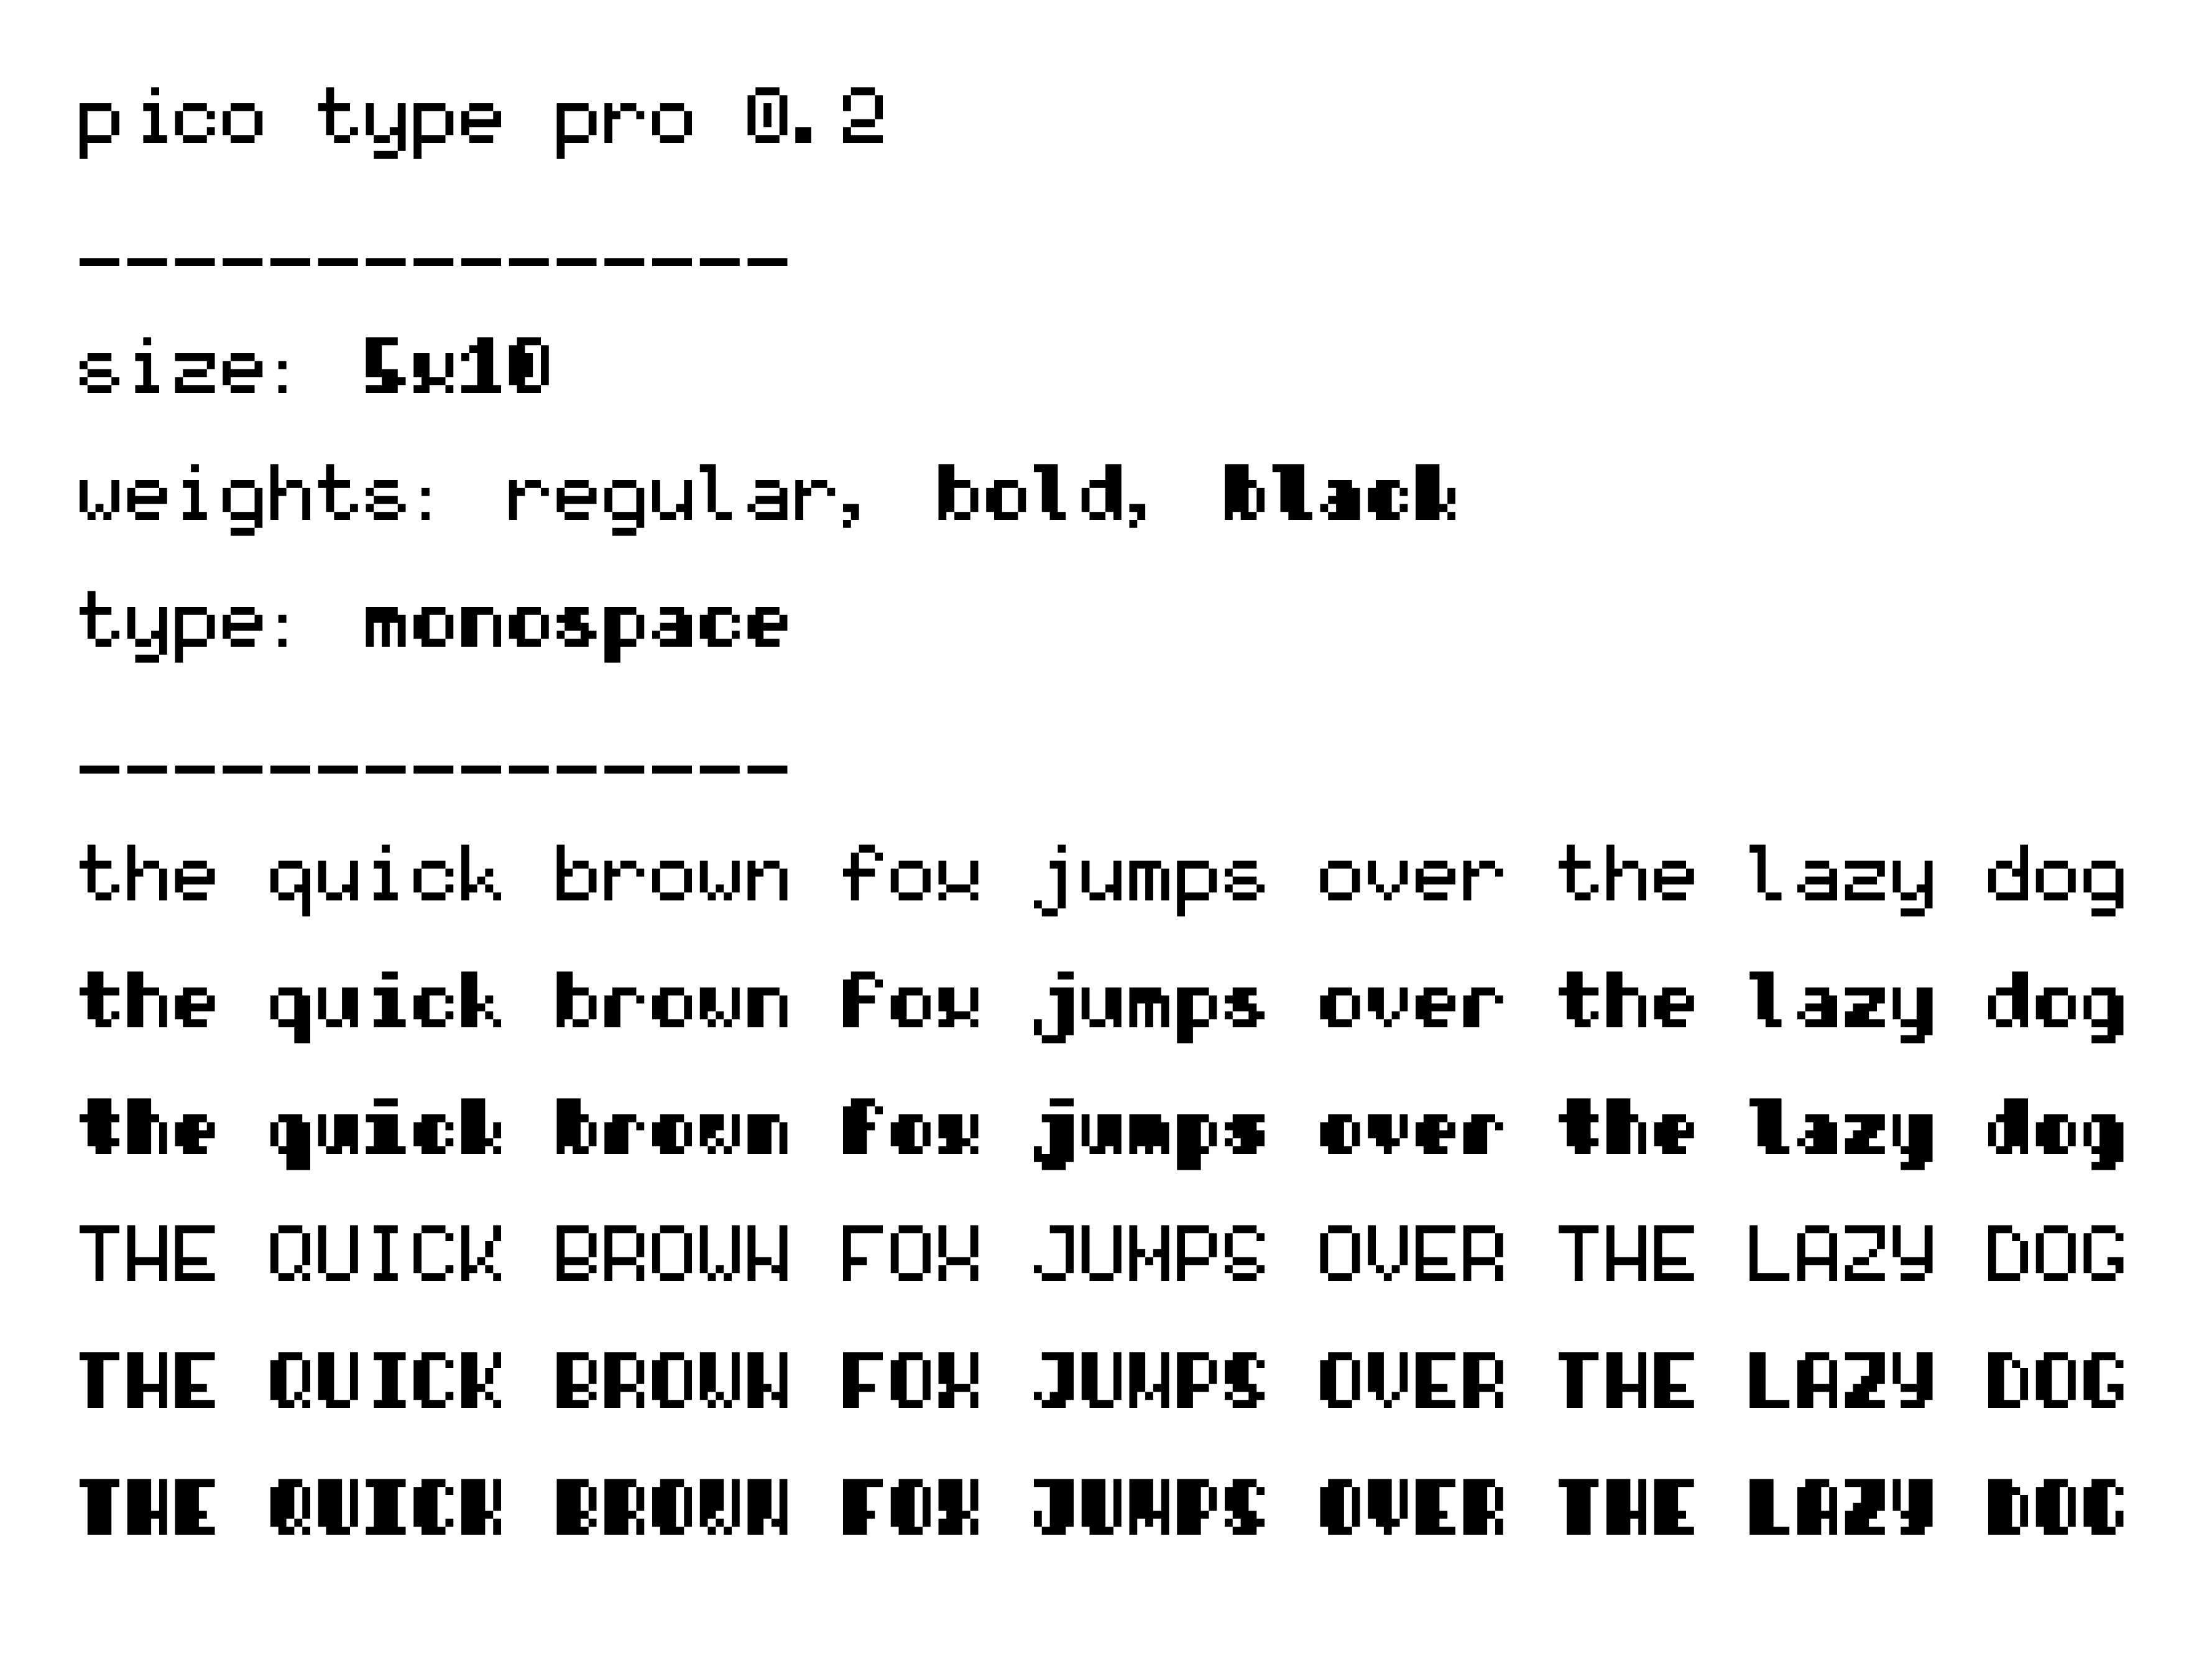 pico type pro 0.2
_______________
size: 5x10
weights: regular, bold, black
type: monospace
_______________
the quick brown fox jumps over the lazy dog
the quick brown fox jumps over the lazy dog
the quick brown fox jumps over the lazy dog
THE QUICK BROWN FOX JUMPS OVER THE LAZY DOG
THE QUICK BROWN FOX JUMPS OVER THE LAZY DOG
THE QUICK BROWN FOX JUMPS OVER THE LAZY DOG